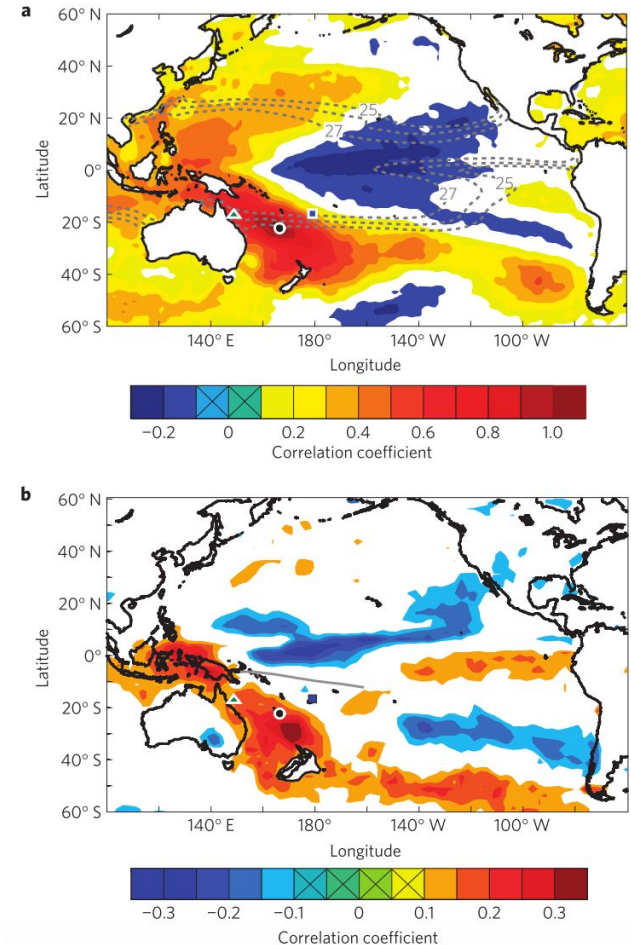 a
60° N
40° N
20° N
0°
20° S
40° S
60° S
Latitude
25
27
25
27
140° E
180°
140° W
100° W
Longitude
−0.2
0
0.2
0.4
0.6
0.8
1.0
Correlation coefficient
b
60° N
40° N
20° N
0°
20° S
40° S
60° S
Latitude
140° E
180°
140° W
100° W
Longitude
−0.3
−0.2
−0.1
0
0.1
0.2
0.3
Correlation coefficient